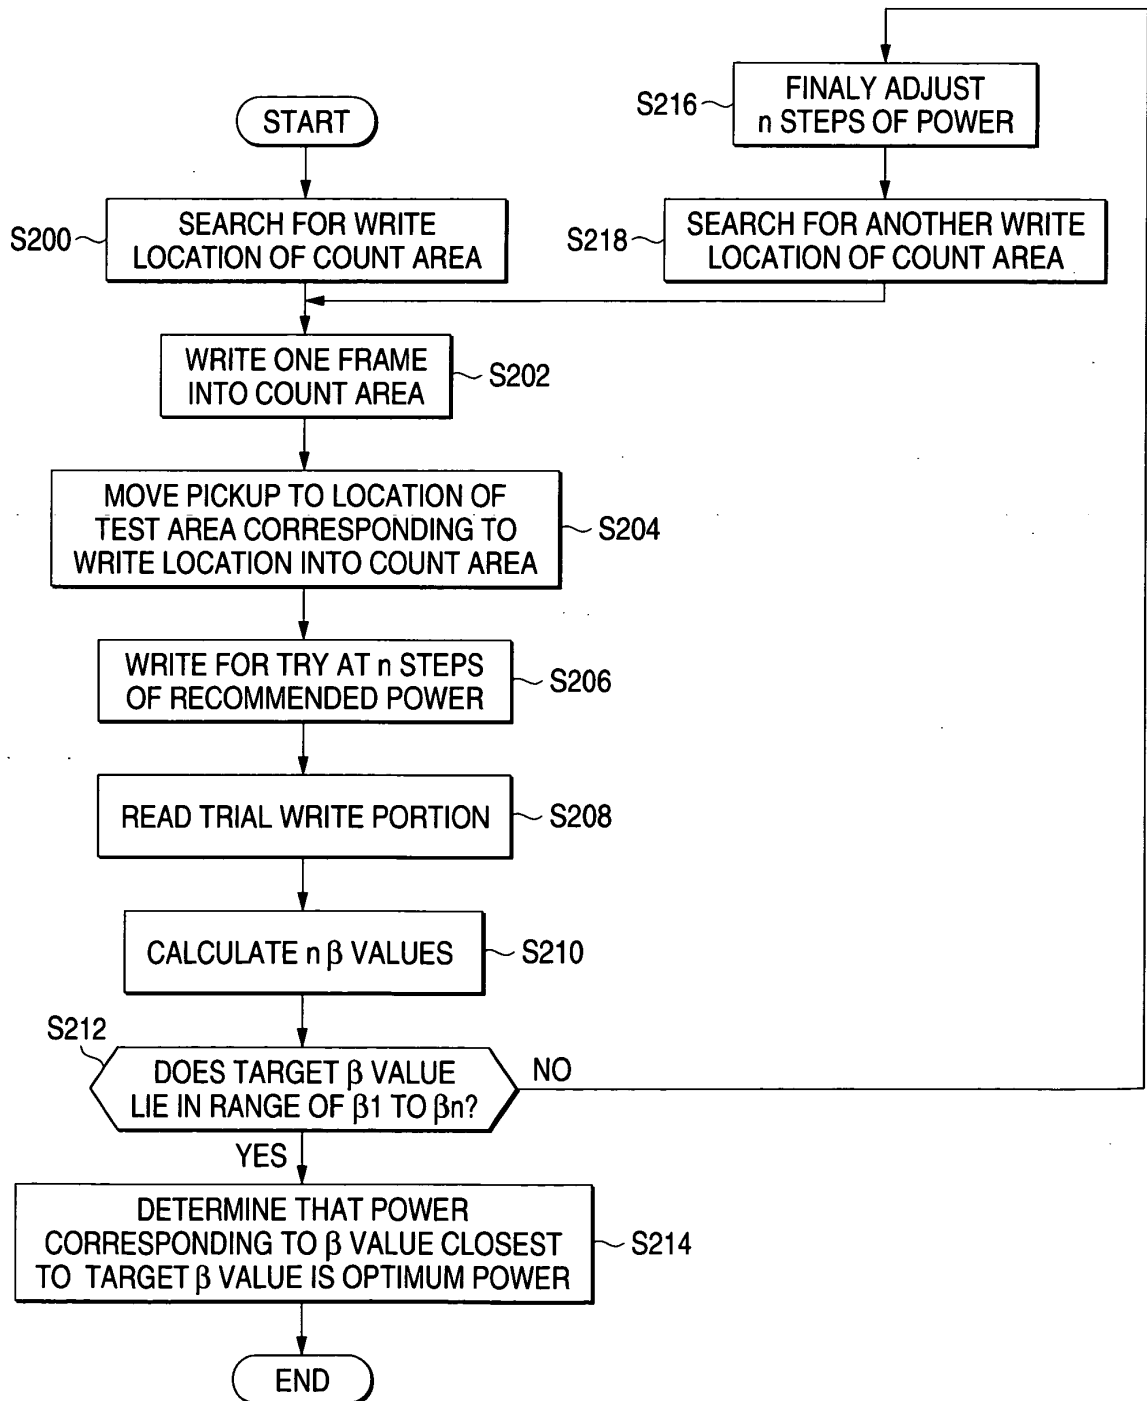 START
S200
SEARCH FOR WRITE
LOCATION OF COUNT AREA
S216
FINALY ADJUST
n STEPS OF POWER
S218
SEARCH FOR ANOTHER WRITE
LOCATION OF COUNT AREA
WRITE ONE FRAME
INTO COUNT AREA
S202
MOVE PICKUP TO LOCATION OF
TEST AREA CORRESPONDING TO
WRITE LOCATION INTO COUNT AREA
S204
WRITE FOR TRY AT n STEPS
OF RECOMMENDED POWER
S206
READ TRIAL WRITE PORTION
S208
CALCULATE n β VALUES
S210
S212
DOES TARGET β VALUE
LIE IN RANGE OF β1 TO βn?
NO
YES
DETERMINE THAT POWER
CORRESPONDING TO β VALUE CLOSEST
TO TARGET β VALUE IS OPTIMUM POWER
S214
END